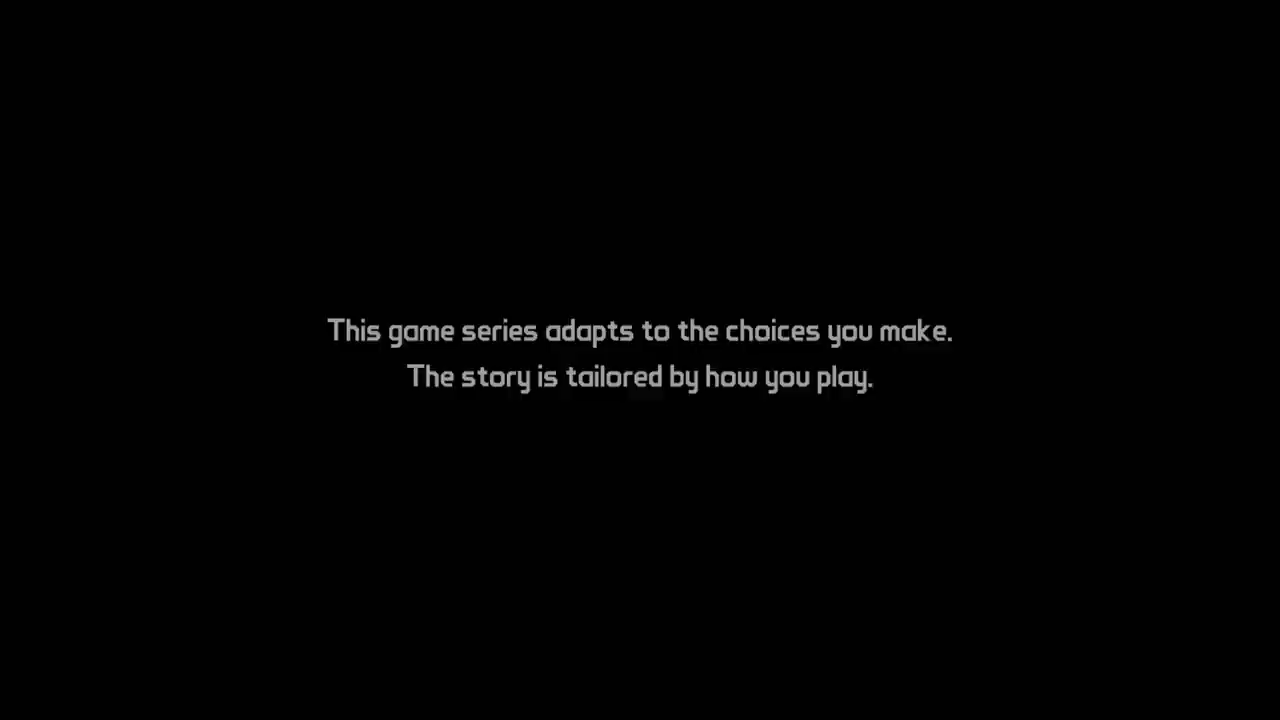 This game series adapts to the choices you make.
The story is tailored by how you play.